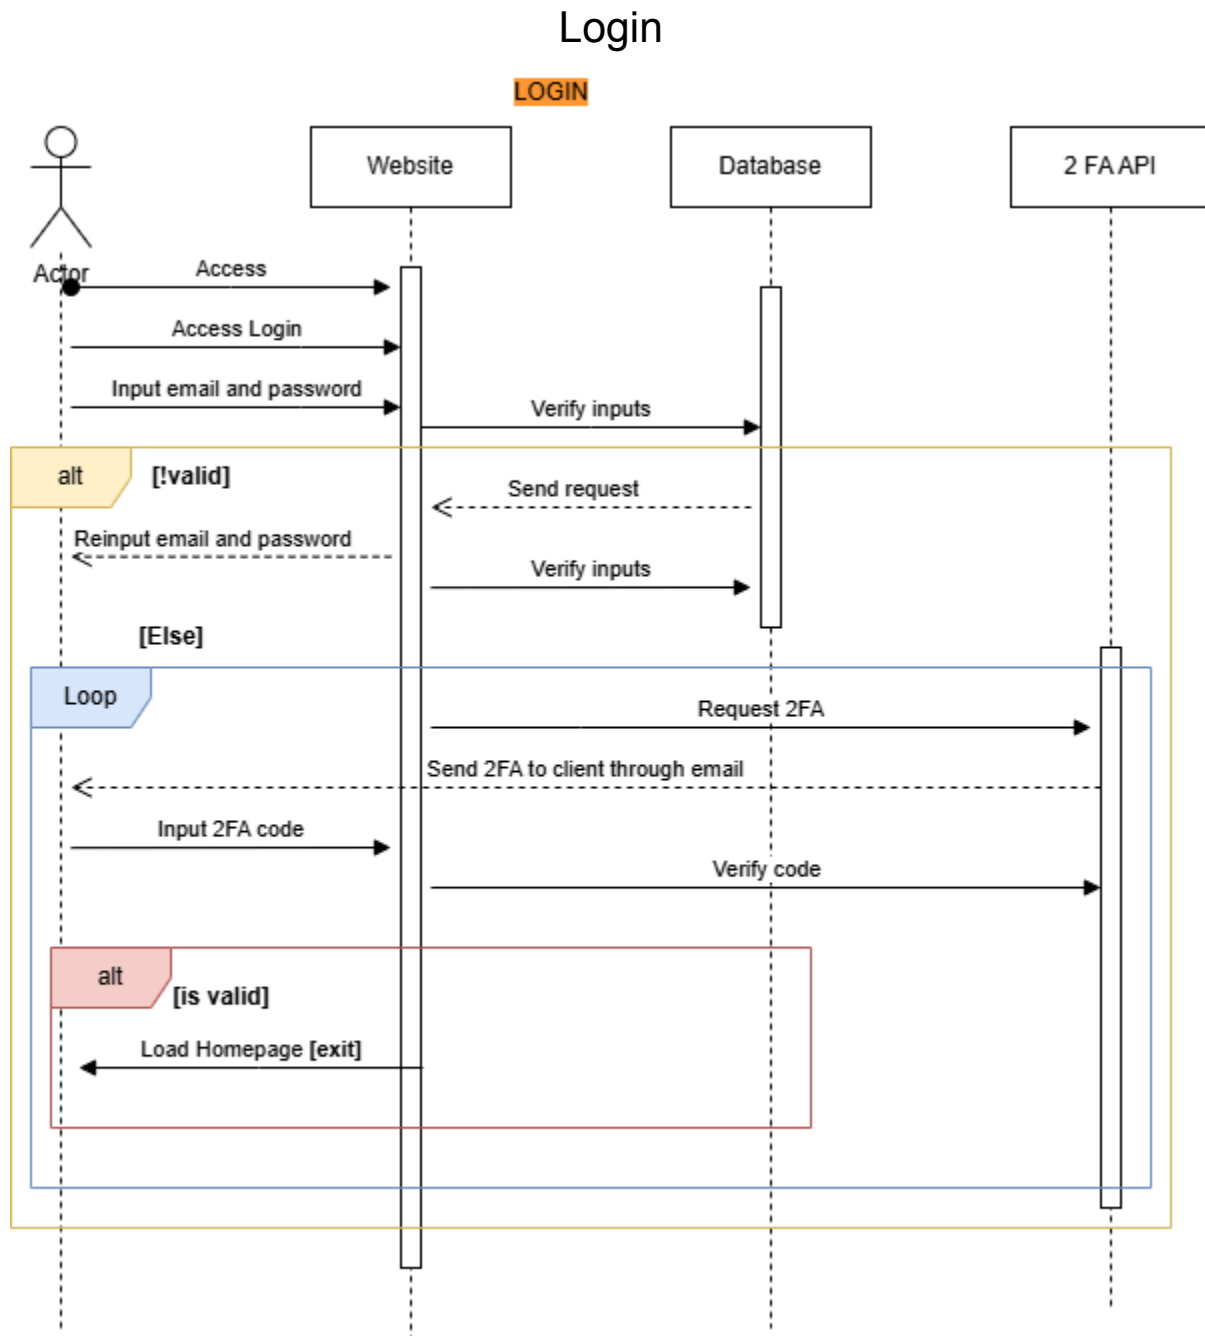 Login
LOGIN
Website
Database
2 FA API
Actor
Access
Access Login
Input email and password
Verify inputs
alt
[!valid]
Send request
Reinput email and password
Verify inputs
[Else]
Loop
Request 2FA
Send 2FA to client through email
Input 2FA code
Verify code
alt
[is valid]
Load Homepage [exit]